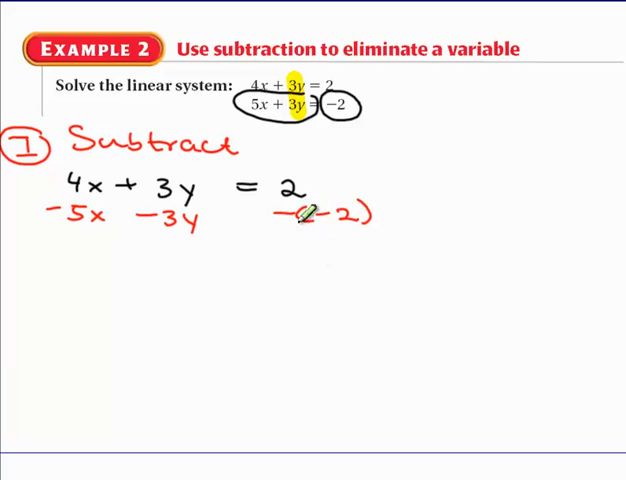 EXAMPLE 2 Use subtraction to eliminate a variable
Solve the linear system: 4x + 3y = 2
5x + 3y = −2
1 Subtract
4x + 3y = 2
-5x -3y -(-2)